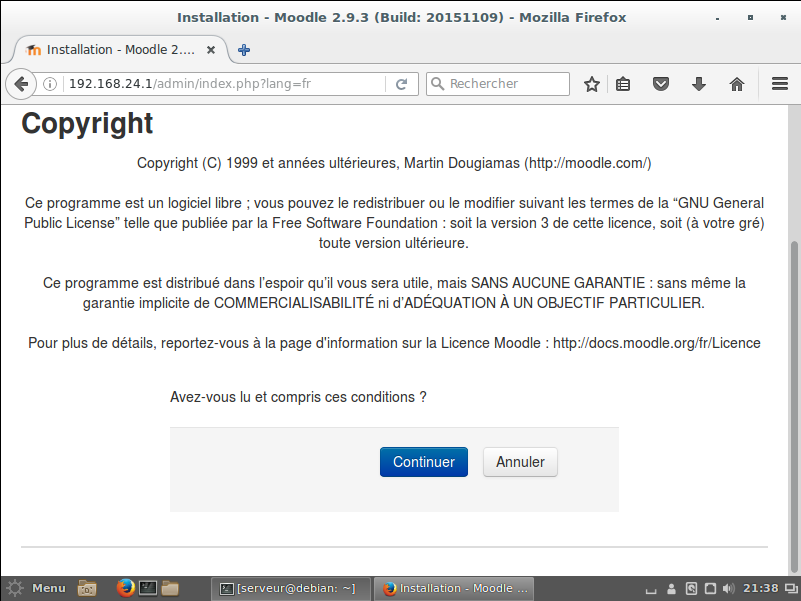 Installation - Moodle 2.9.3 (Build: 20151109) - Mozilla Firefox
Installation - Moodle 2....
192.168.24.1/admin/index.php?lang=fr
Rechercher
Copyright
Copyright (C) 1999 et années ultérieures, Martin Dougiamas (http://moodle.com/)
Ce programme est un logiciel libre ; vous pouvez le redistribuer ou le modifier suivant les termes de la “GNU General
Public License” telle que publiée par la Free Software Foundation : soit la version 3 de cette licence, soit (à votre gré)
toute version ultérieure.
Ce programme est distribué dans l'espoir qu'il vous sera utile, mais SANS AUCUNE GARANTIE : sans même la
garantie implicite de COMMERCIALISABILITÉ ni d'ADÉQUATION À UN OBJECTIF PARTICULIER.
Pour plus de détails, reportez-vous à la page d'information sur la Licence Moodle : http://docs.moodle.org/fr/Licence
Avez-vous lu et compris ces conditions ?
Continuer Annuler
Menu [serveur@debian: ~] Installation - Moodle ... 21:38